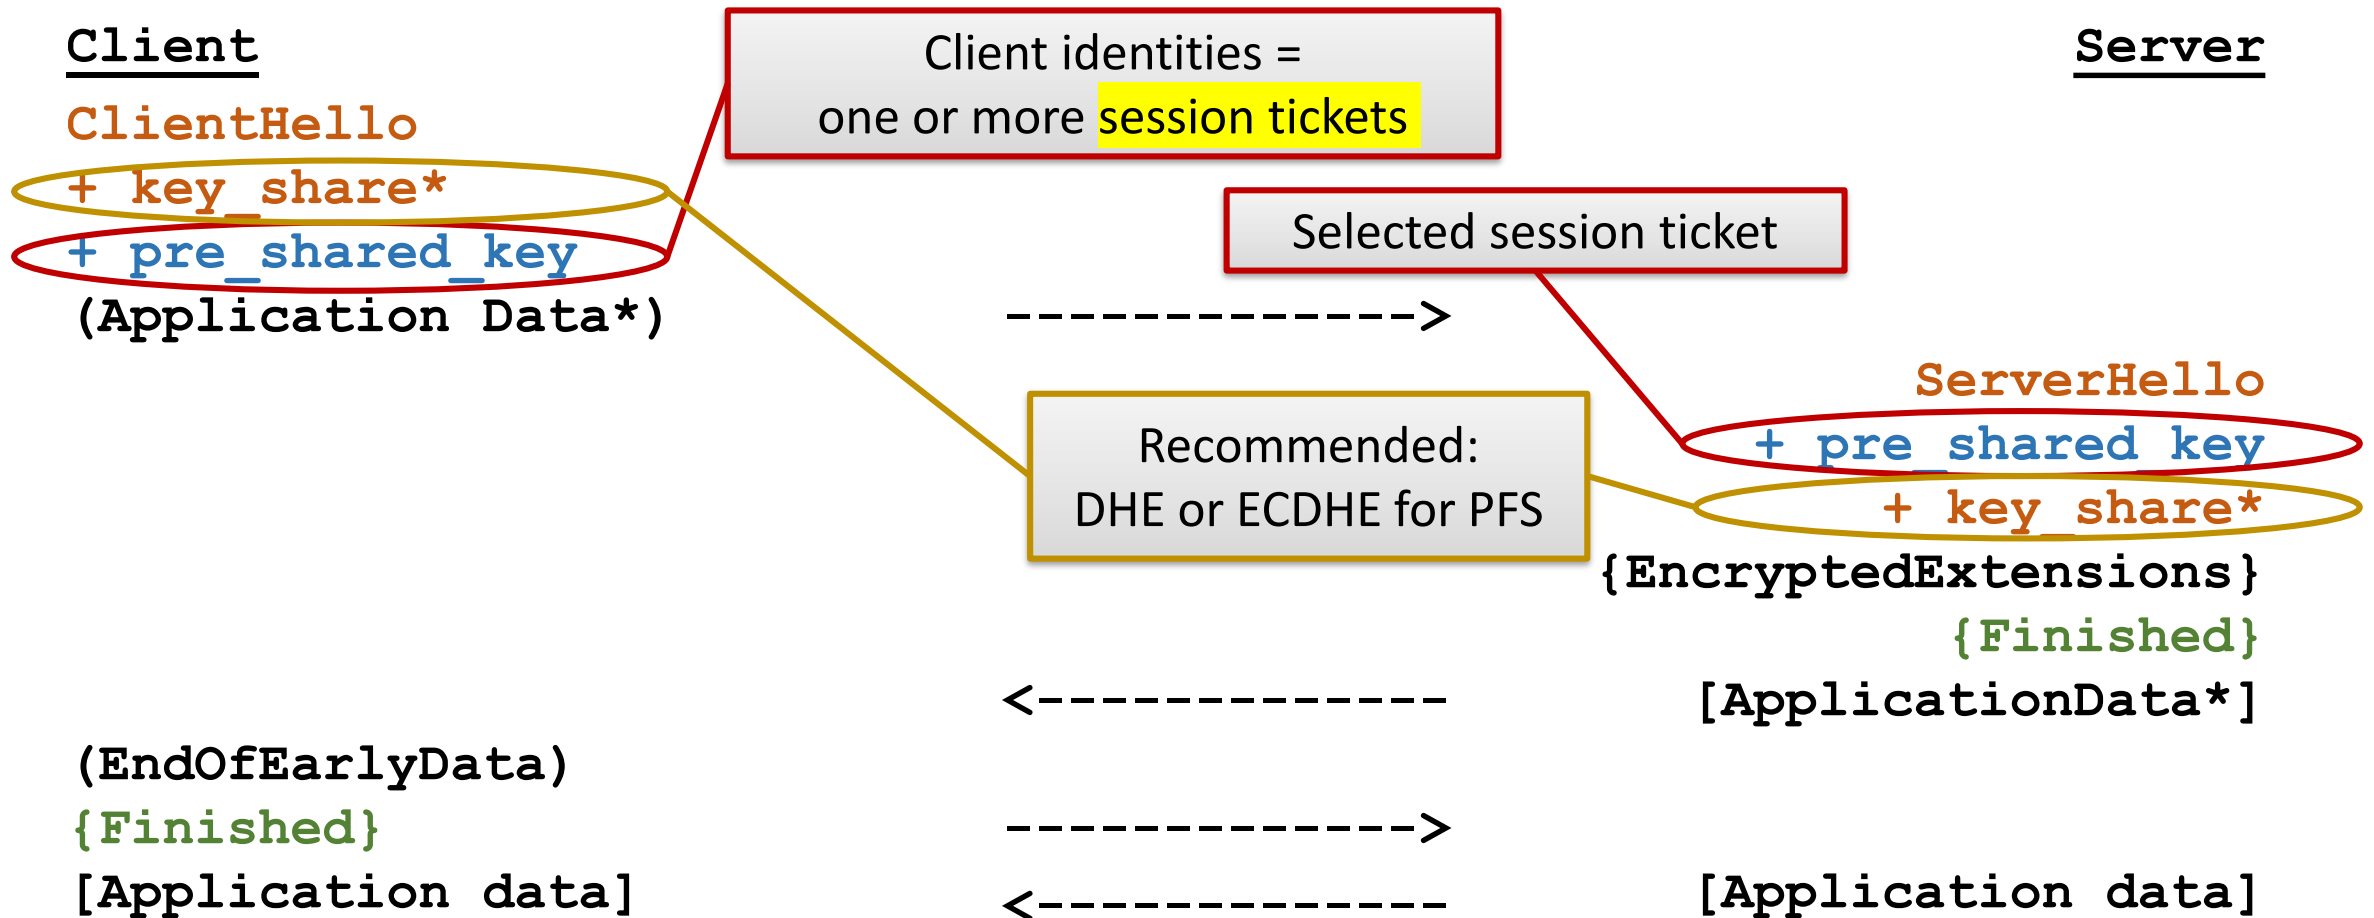 Client
Server
Client identities =
one or more session tickets
ClientHello
+ key_share*
+ pre_shared_key
(Application Data*)
------------->
Selected session ticket
ServerHello
+ pre_shared_key
+ key_share*
Recommended:
DHE or ECDHE for PFS
{EncryptedExtensions}
{Finished}
<-------------
[ApplicationData*]
(EndOfEarlyData)
{Finished}
------------->
[Application data]
<-------------
[Application data]